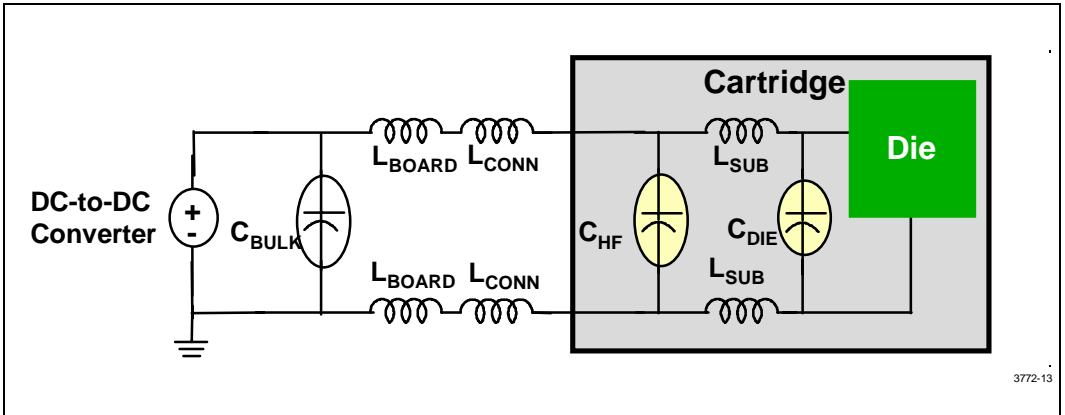 Cartridge
Die
L_BOARD L_CONN L_SUB
DC-to-DC
Converter
+
-
C_BULK C_HF C_DIE
L_BOARD L_CONN L_SUB
3772-13